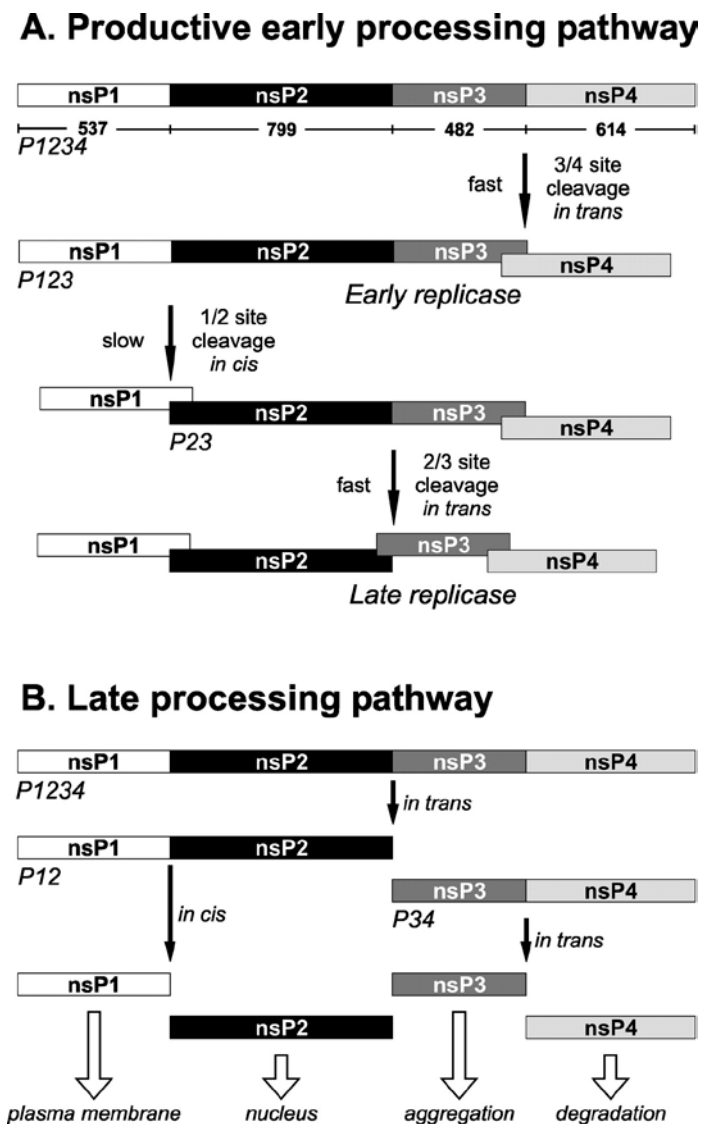 A. Productive early processing pathway
nsP1 nsP2 nsP3 nsP4
537 799 482 614
P1234
fast
3/4 site
cleavage
in trans
nsP1 nsP2 nsP3
nsP4
P123
Early replicase
slow
1/2 site
cleavage
in cis
nsP1
nsP2 nsP3
nsP4
P23
fast
2/3 site
cleavage
in trans
nsP1 nsP3
nsP2 nsP4
Late replicase
B. Late processing pathway
nsP1 nsP2 nsP3 nsP4
P1234
in trans
nsP1 nsP2
P12
nsP3 nsP4
P34
in cis
in trans
nsP1 nsP3
nsP2 nsP4
plasma membrane nucleus aggregation degradation